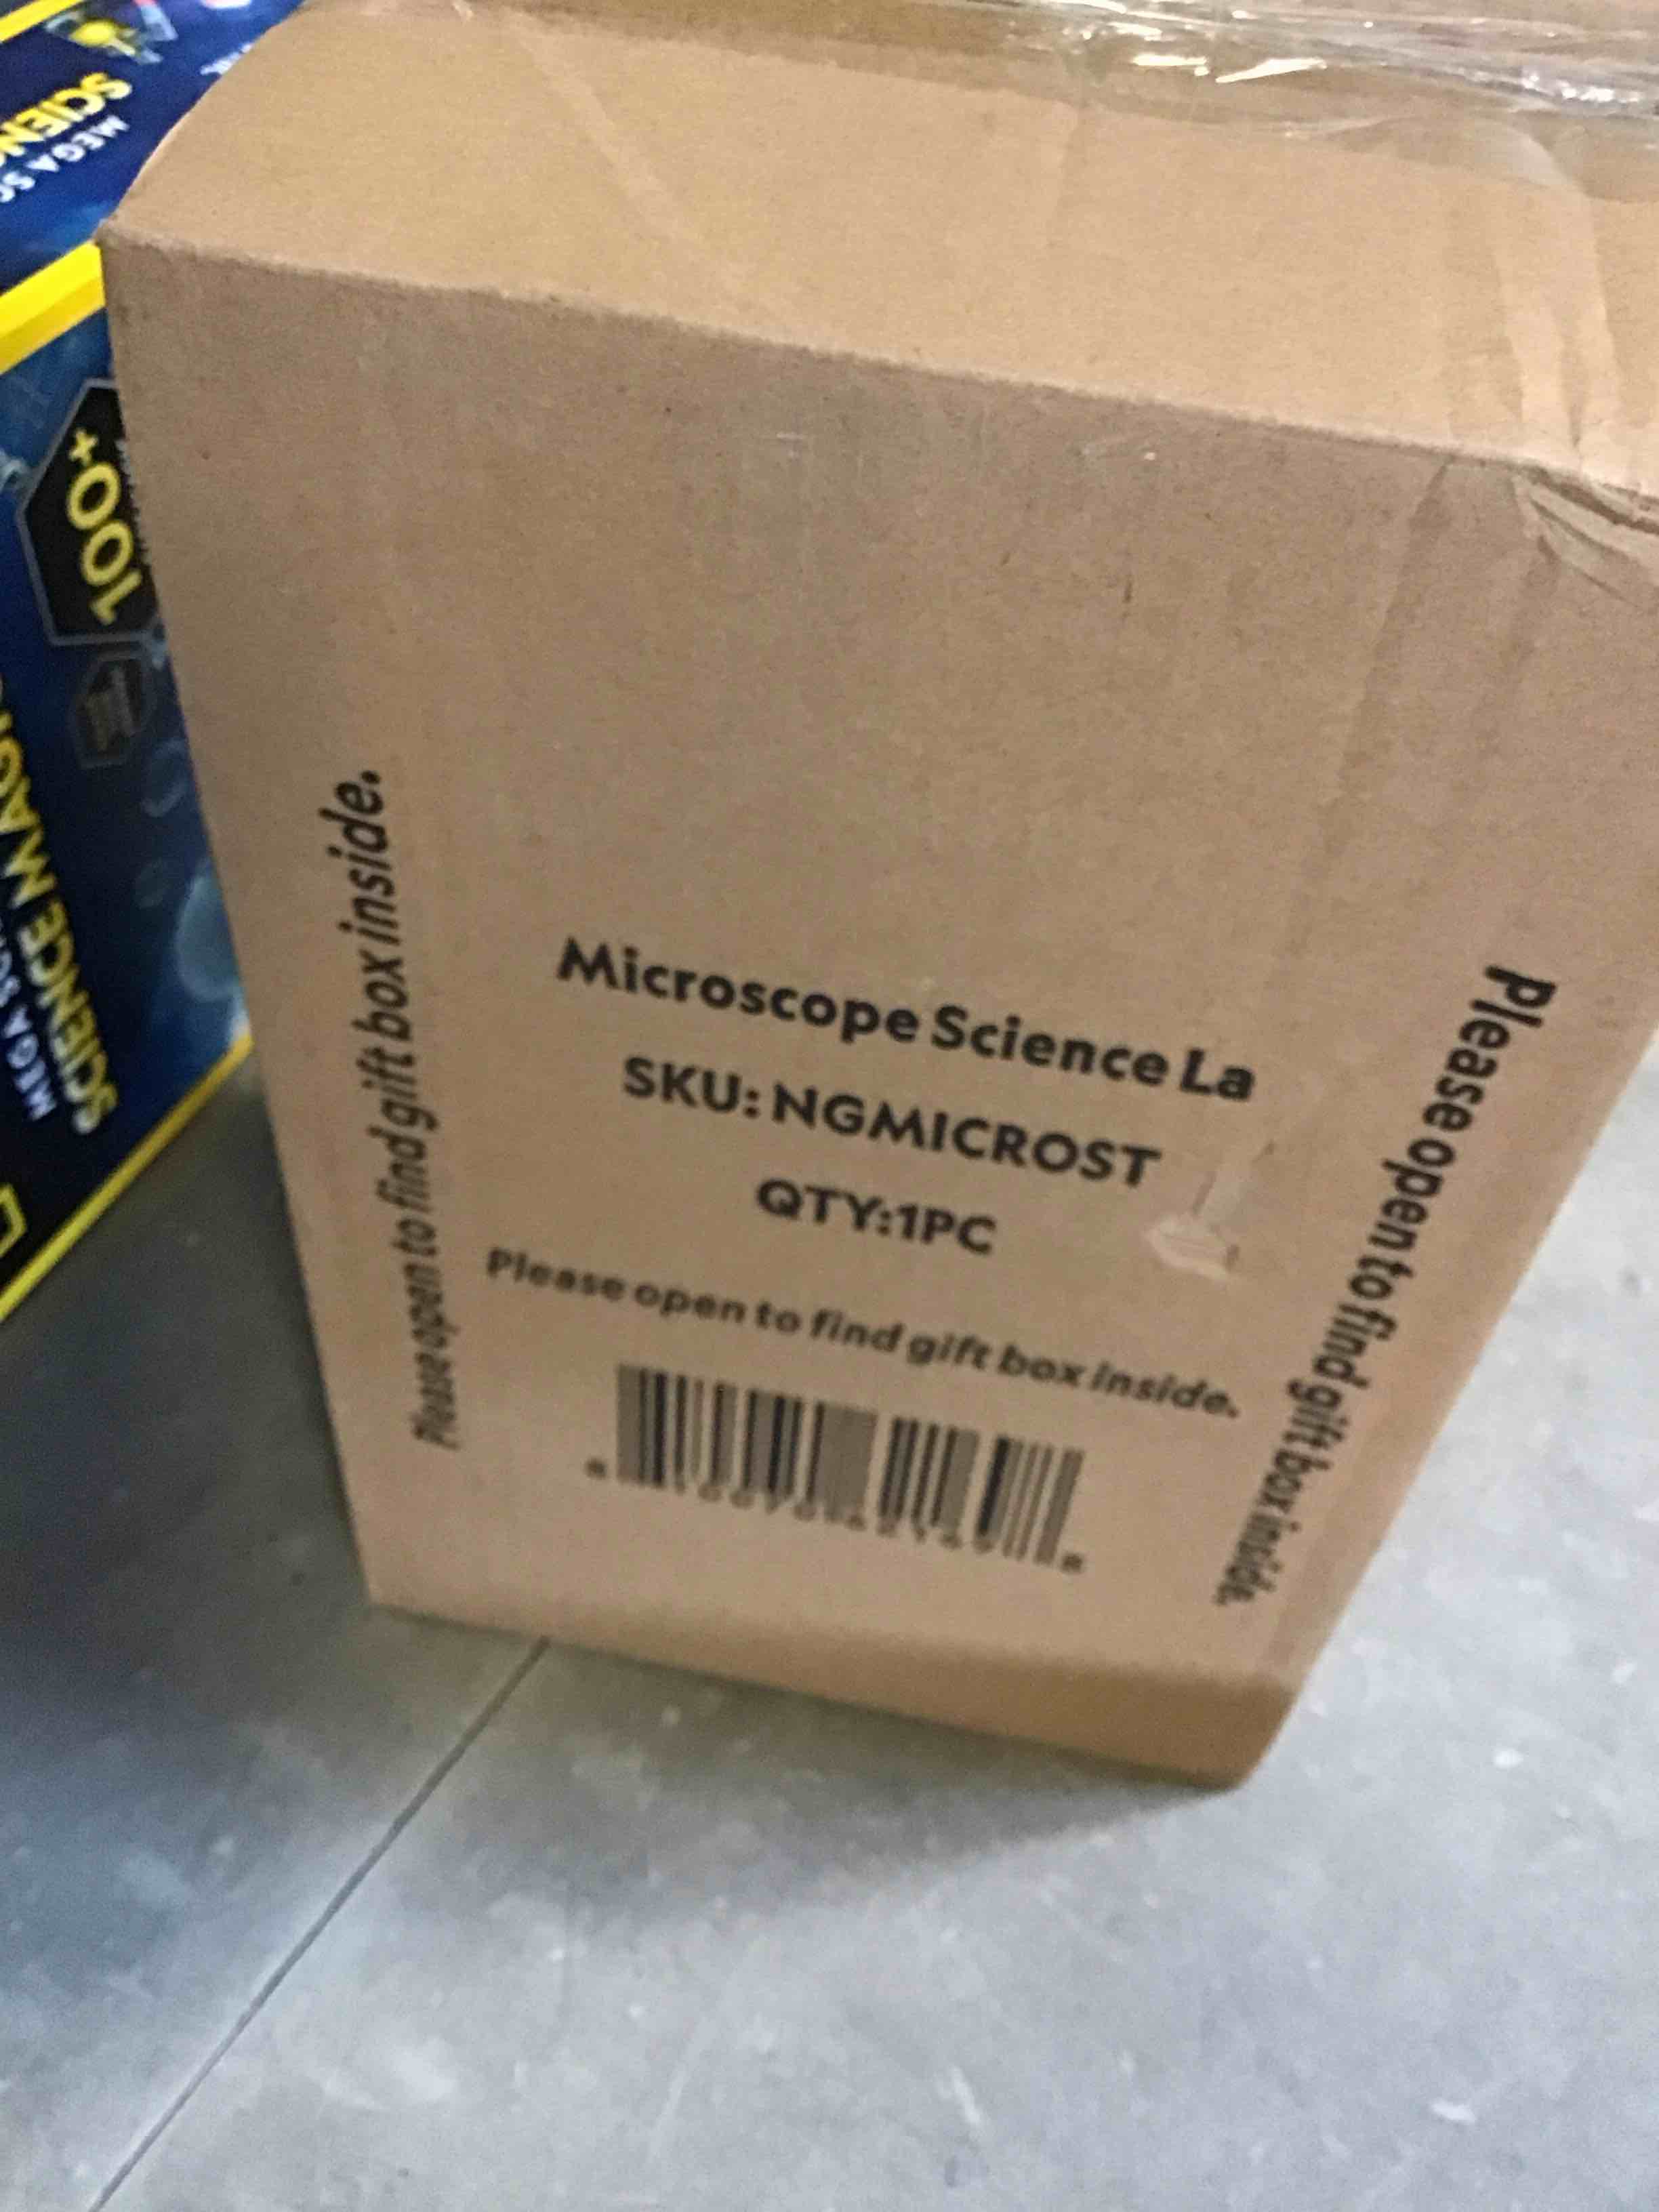 Microscope Science La
SKU: NGMICROST
QTY:1PC
Please open to find gift box inside.
Please open to find gift box inside.
Please open to find gift box inside.
100+
MEGA SCIENCE
SCIENCE MAGIC
MEGA